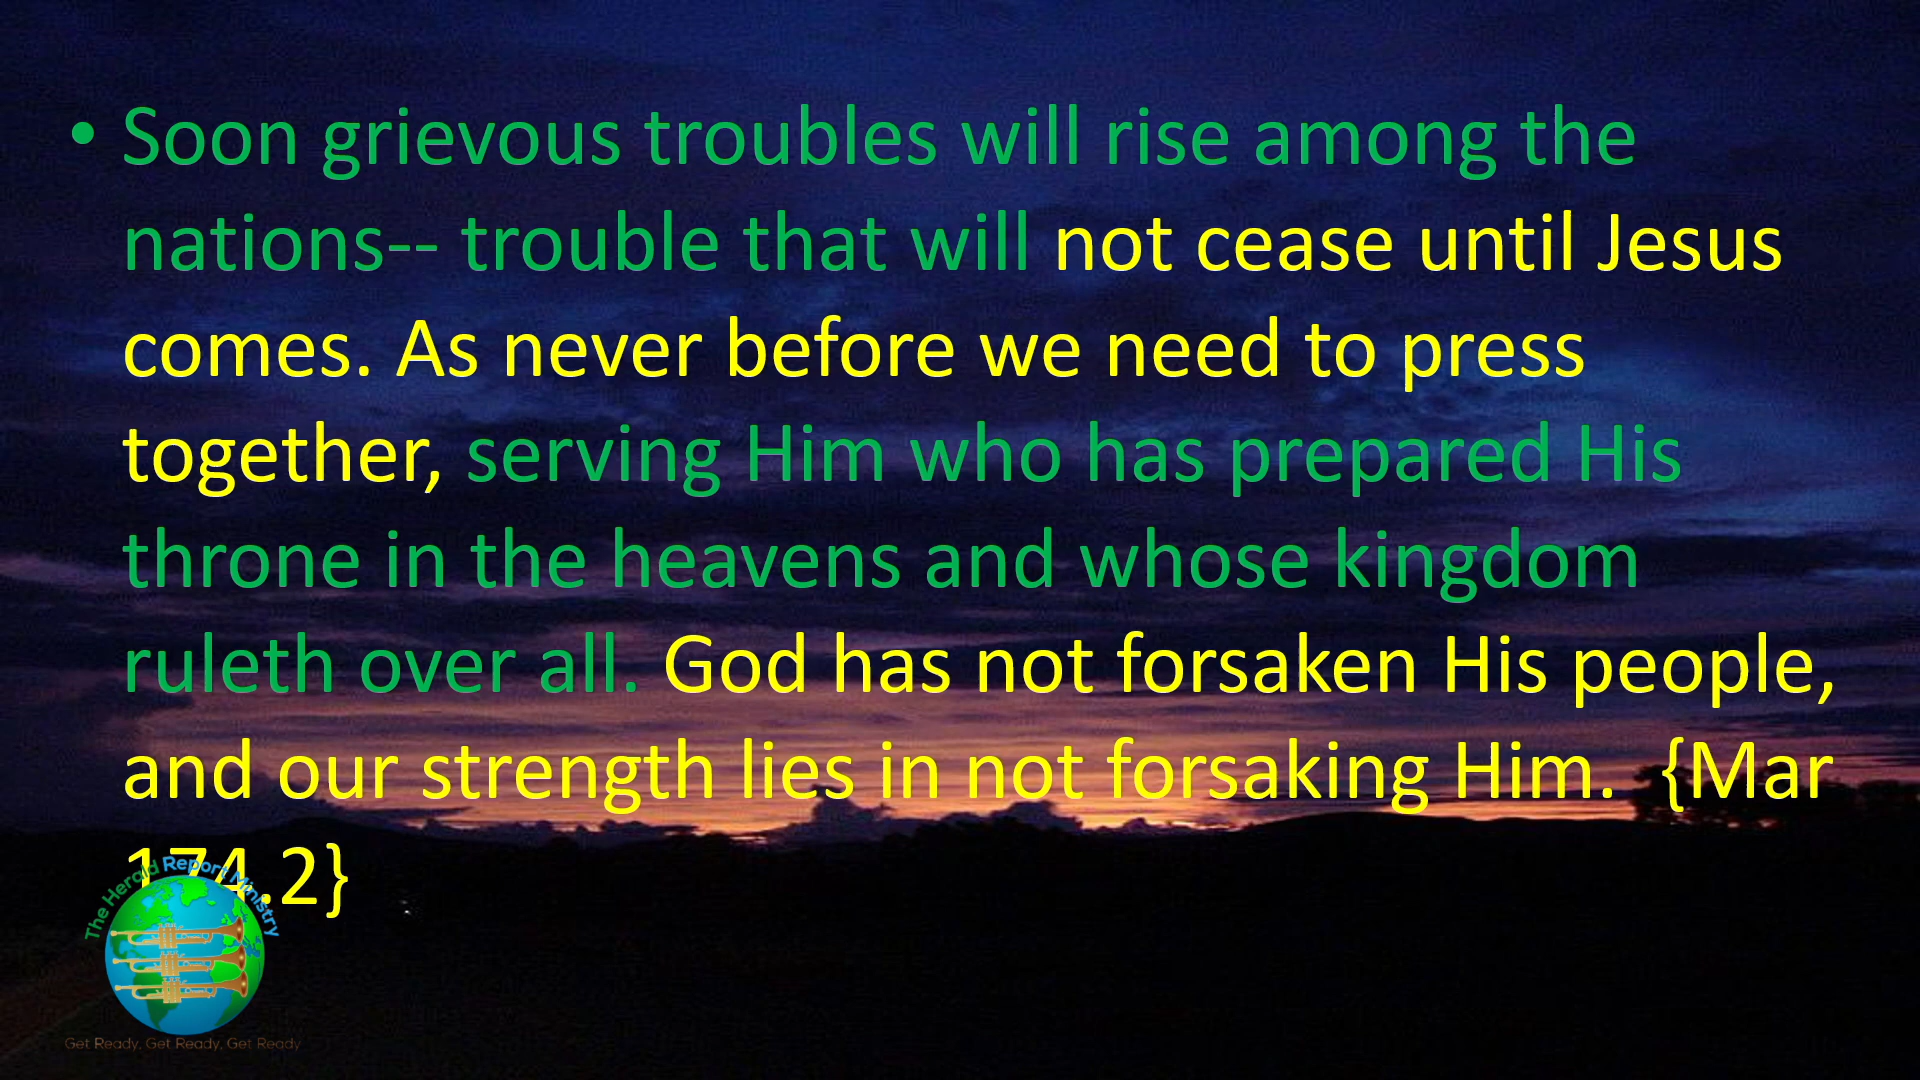 • Soon grievous troubles will rise among the
nations-- trouble that will not cease until Jesus
comes. As never before we need to press
together, serving Him who has prepared His
throne in the heavens and whose kingdom
ruleth over all. God has not forsaken His people,
and our strength lies in not forsaking Him.  {Mar
174.2}
The Herald Report Ministry
Get Ready, Get Ready, Get Ready